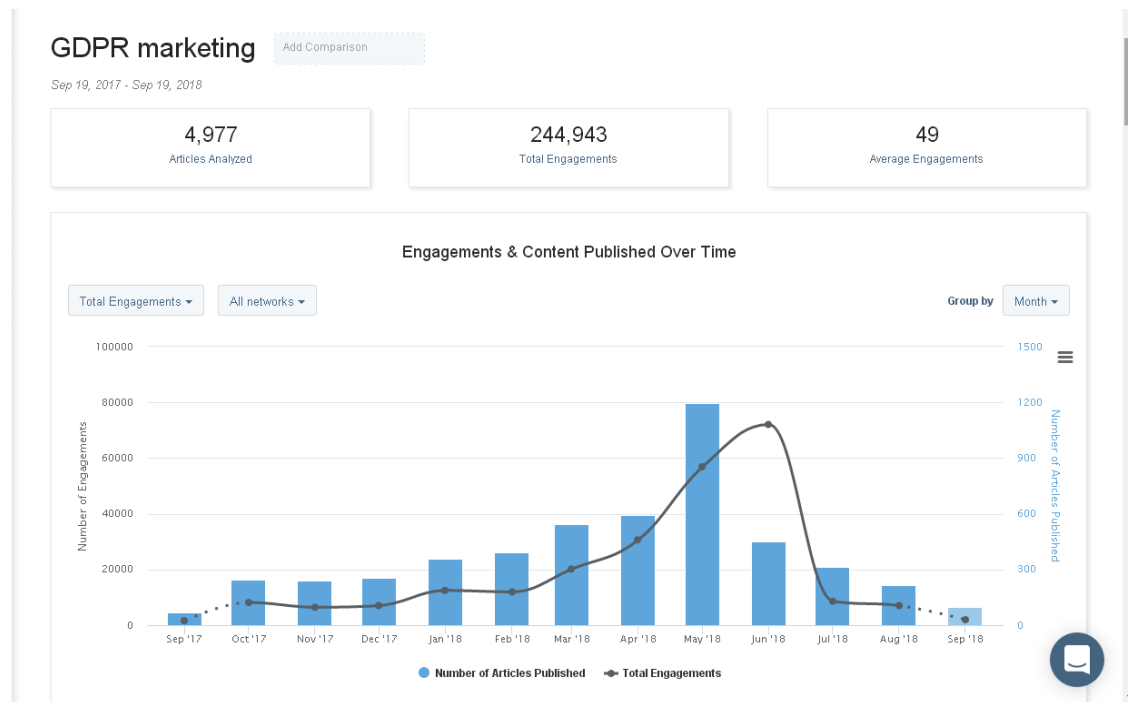 GDPR marketing Add Comparison
Sep 19, 2017 - Sep 19, 2018
4,977 244,943 49
Articles Analyzed Total Engagements Average Engagements
Engagements & Content Published Over Time
Total Engagements All networks Group by Month
100000 1500
80000 1200
60000 900
40000 600
20000 300
0 0
Number of Engagements
Number of Articles Published
Sep '17 Oct '17 Nov '17 Dec '17 Jan '18 Feb '18 Mar '18 Apr '18 May '18 Jun '18 Jul '18 Aug '18 Sep '18
Number of Articles Published Total Engagements